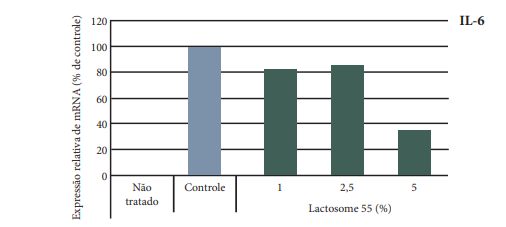 IL-6
Expressão relativa de mRNA (% de controle)
120
100
80
60
40
20
0
Não
tratado
Controle
1
2,5
5
Lactosome 55 (%)